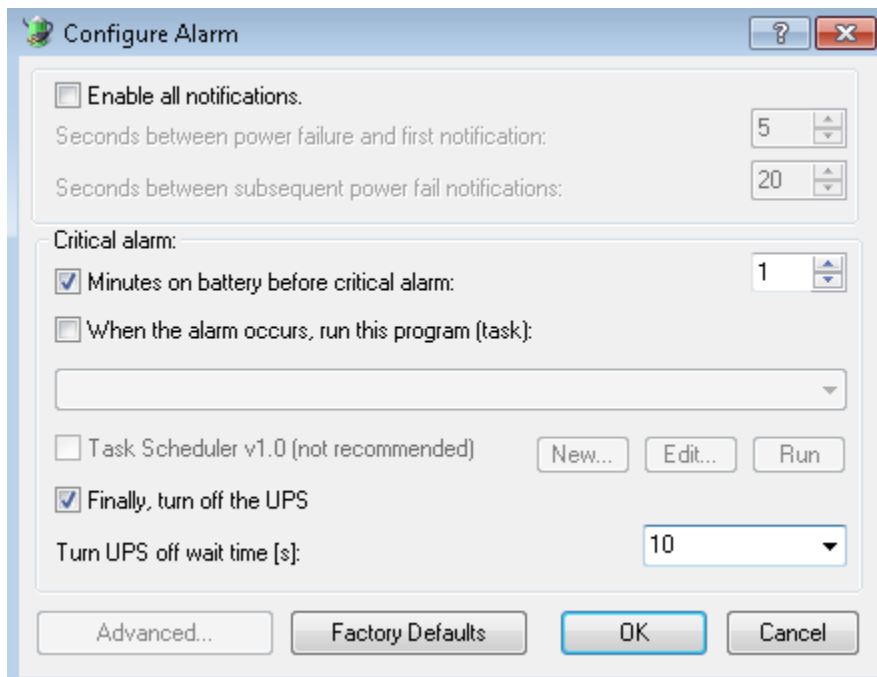 Configure Alarm
Enable all notifications.
Seconds between power failure and first notification: 5
Seconds between subsequent power fail notifications: 20
Critical alarm:
Minutes on battery before critical alarm: 1
When the alarm occurs, run this program (task):
Task Scheduler v1.0 (not recommended) New... Edit... Run
Finally, turn off the UPS
Turn UPS off wait time [s]: 10
Advanced... Factory Defaults OK Cancel